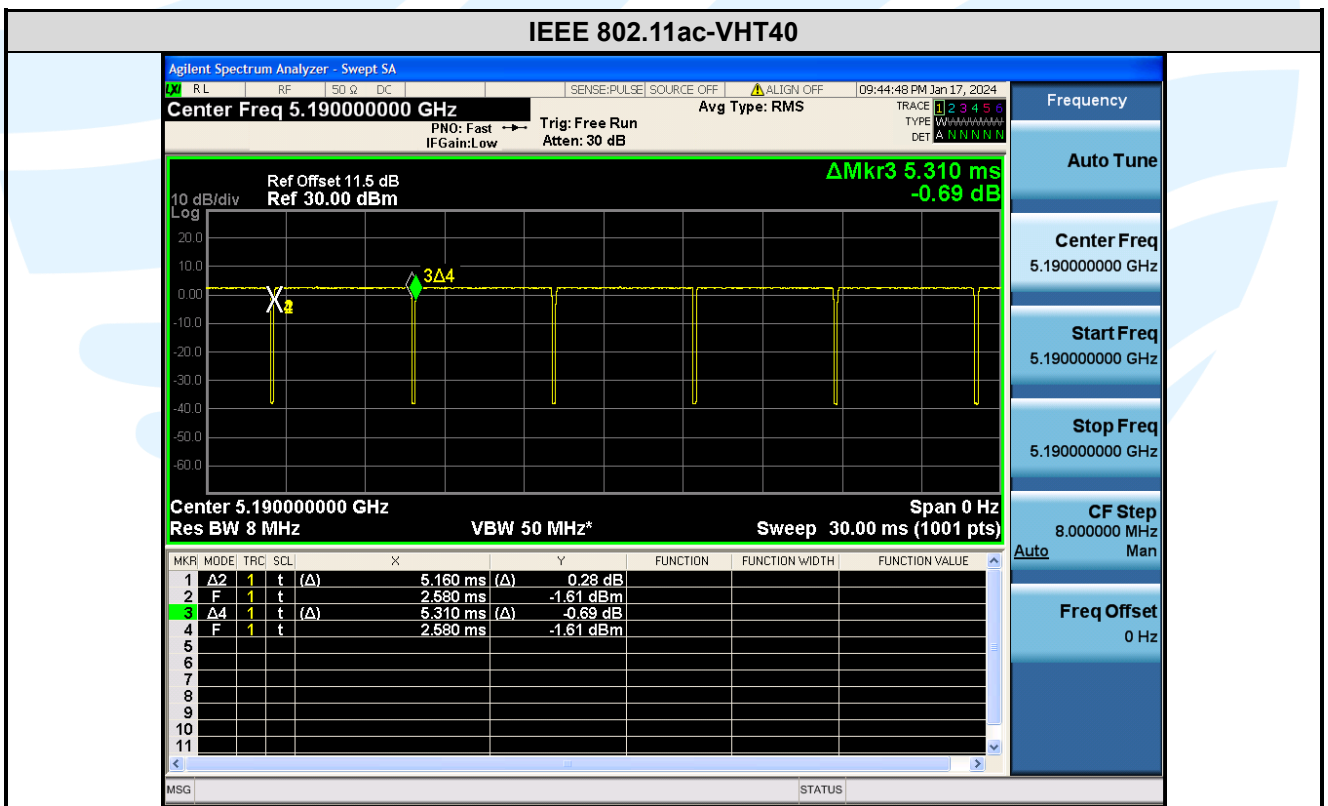 IEEE 802.11ac-VHT40
Agilent Spectrum Analyzer - Swept SA
LXI RL RF 50 Ω DC SENSE:PULSE SOURCE OFF ALIGN OFF 09:44:48 PM Jan 17, 2024
Center Freq 5.190000000 GHz
PNO: Fast
IFGain:Low
Trig: Free Run
Atten: 30 dB
Avg Type: RMS
TRACE 1 2 3 4 5 6
TYPE
DET A N N N N N
Frequency
Auto Tune
Center Freq
5.190000000 GHz
Start Freq
5.190000000 GHz
Stop Freq
5.190000000 GHz
CF Step
8.000000 MHz
Auto Man
Freq Offset
0 Hz
ΔMkr3 5.310 ms
-0.69 dB
Ref Offset 11.5 dB
10 dB/div Ref 30.00 dBm
Log
20.0
10.0
0.00
-10.0
-20.0
-30.0
-40.0
-50.0
-60.0
3Δ4
Center 5.190000000 GHz Span 0 Hz
Res BW 8 MHz VBW 50 MHz* Sweep 30.00 ms (1001 pts)
MKR MODE TRC SCL X Y FUNCTION FUNCTION WIDTH FUNCTION VALUE
1 Δ2 1 t (Δ) 5.160 ms (Δ) 0.28 dB
2 F 1 t 2.580 ms -1.61 dBm
3 Δ4 1 t (Δ) 5.310 ms (Δ) -0.69 dB
4 F 1 t 2.580 ms -1.61 dBm
5
6
7
8
9
10
11
MSG STATUS